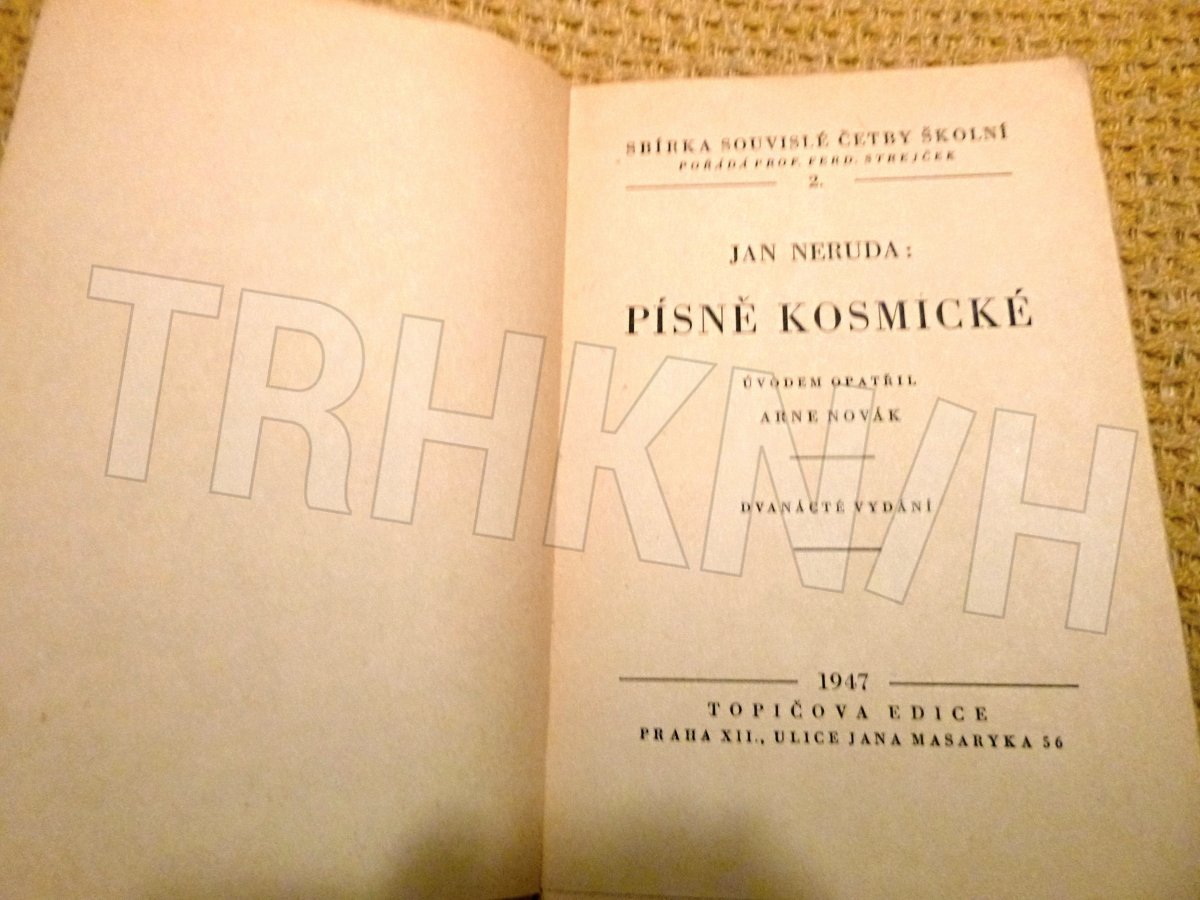 SBÍRKA SOUVISLÉ ČETBY ŠKOLNÍ
POŘÁDÁ PROF. FERD. STREJČEK
2.
JAN NERUDA:
PÍSNĚ KOSMICKÉ
ÚVODEM OPATŘIL
ARNE NOVÁK
DVANÁCTÉ VYDÁNÍ
1947
TOPIČOVA EDICE
PRAHA XII., ULICE JANA MASARYKA 56
TRHKNIH